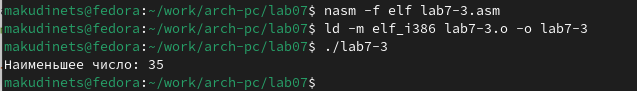 makudinets@fedora:~/work/arch-pc/lab07$ nasm -f elf lab7-3.asm
makudinets@fedora:~/work/arch-pc/lab07$ ld -m elf_i386 lab7-3.o -o lab7-3
makudinets@fedora:~/work/arch-pc/lab07$ ./lab7-3
Наименьшее число: 35
makudinets@fedora:~/work/arch-pc/lab07$